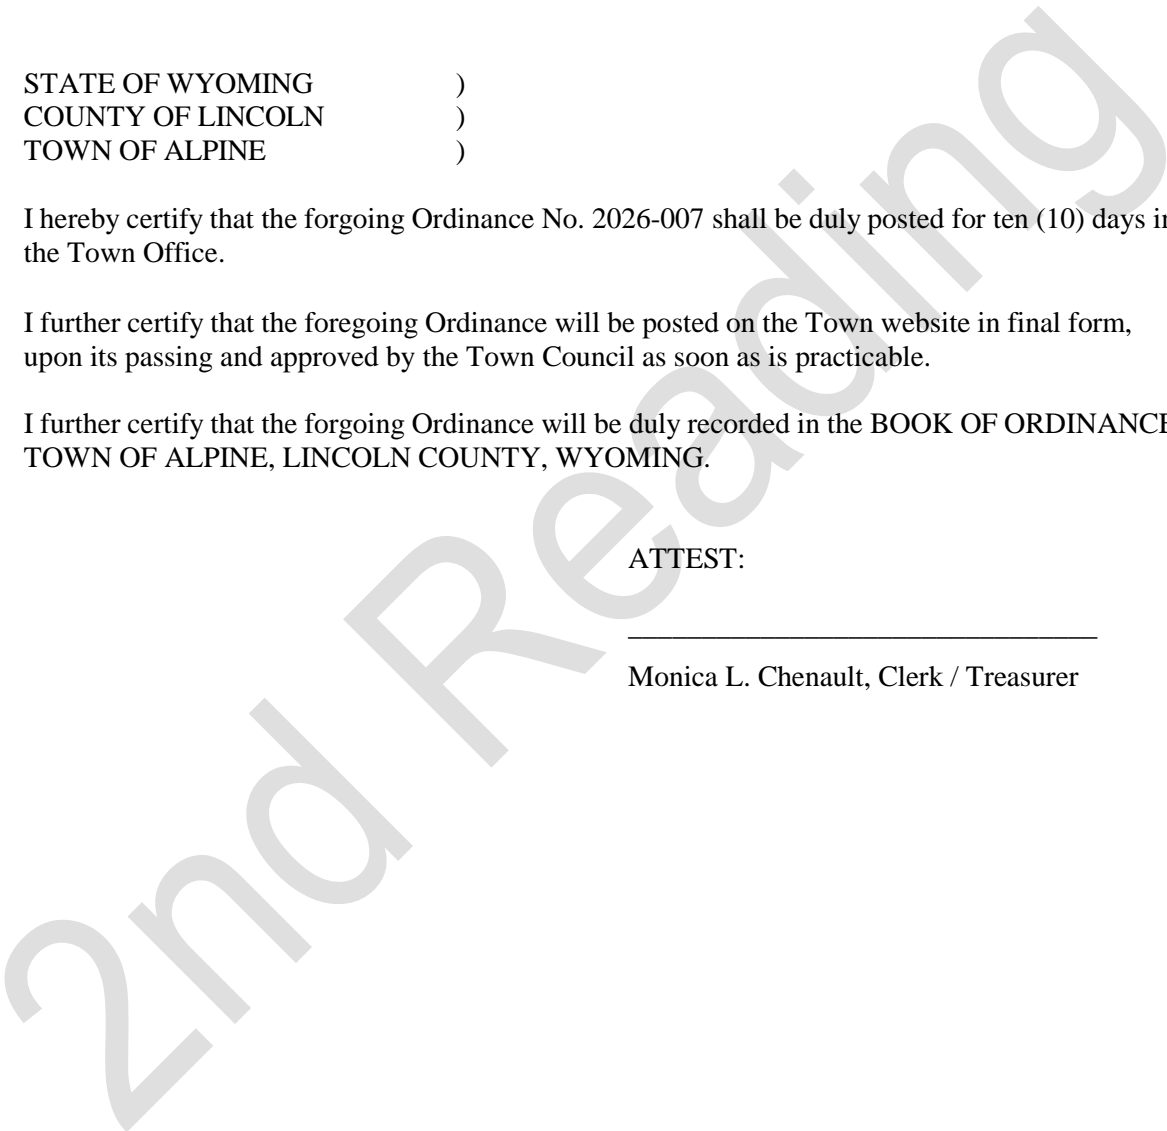 STATE OF WYOMING )
COUNTY OF LINCOLN )
TOWN OF ALPINE )
I hereby certify that the forgoing Ordinance No. 2026-007 shall be duly posted for ten (10) days in
the Town Office.
I further certify that the foregoing Ordinance will be posted on the Town website in final form,
upon its passing and approved by the Town Council as soon as is practicable.
I further certify that the forgoing Ordinance will be duly recorded in the BOOK OF ORDINANCE
TOWN OF ALPINE, LINCOLN COUNTY, WYOMING.
ATTEST:
Monica L. Chenault, Clerk / Treasurer
2nd Reading